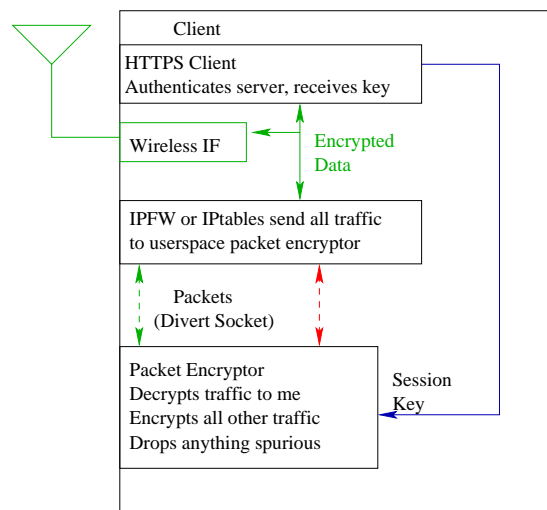 Client
HTTPS Client
Authenticates server, receives key
Wireless IF
Encrypted
Data
IPFW or IPtables send all traffic
to userspace packet encryptor
Packets
(Divert Socket)
Packet Encryptor
Decrypts traffic to me
Encrypts all other traffic
Drops anything spurious
Session
Key